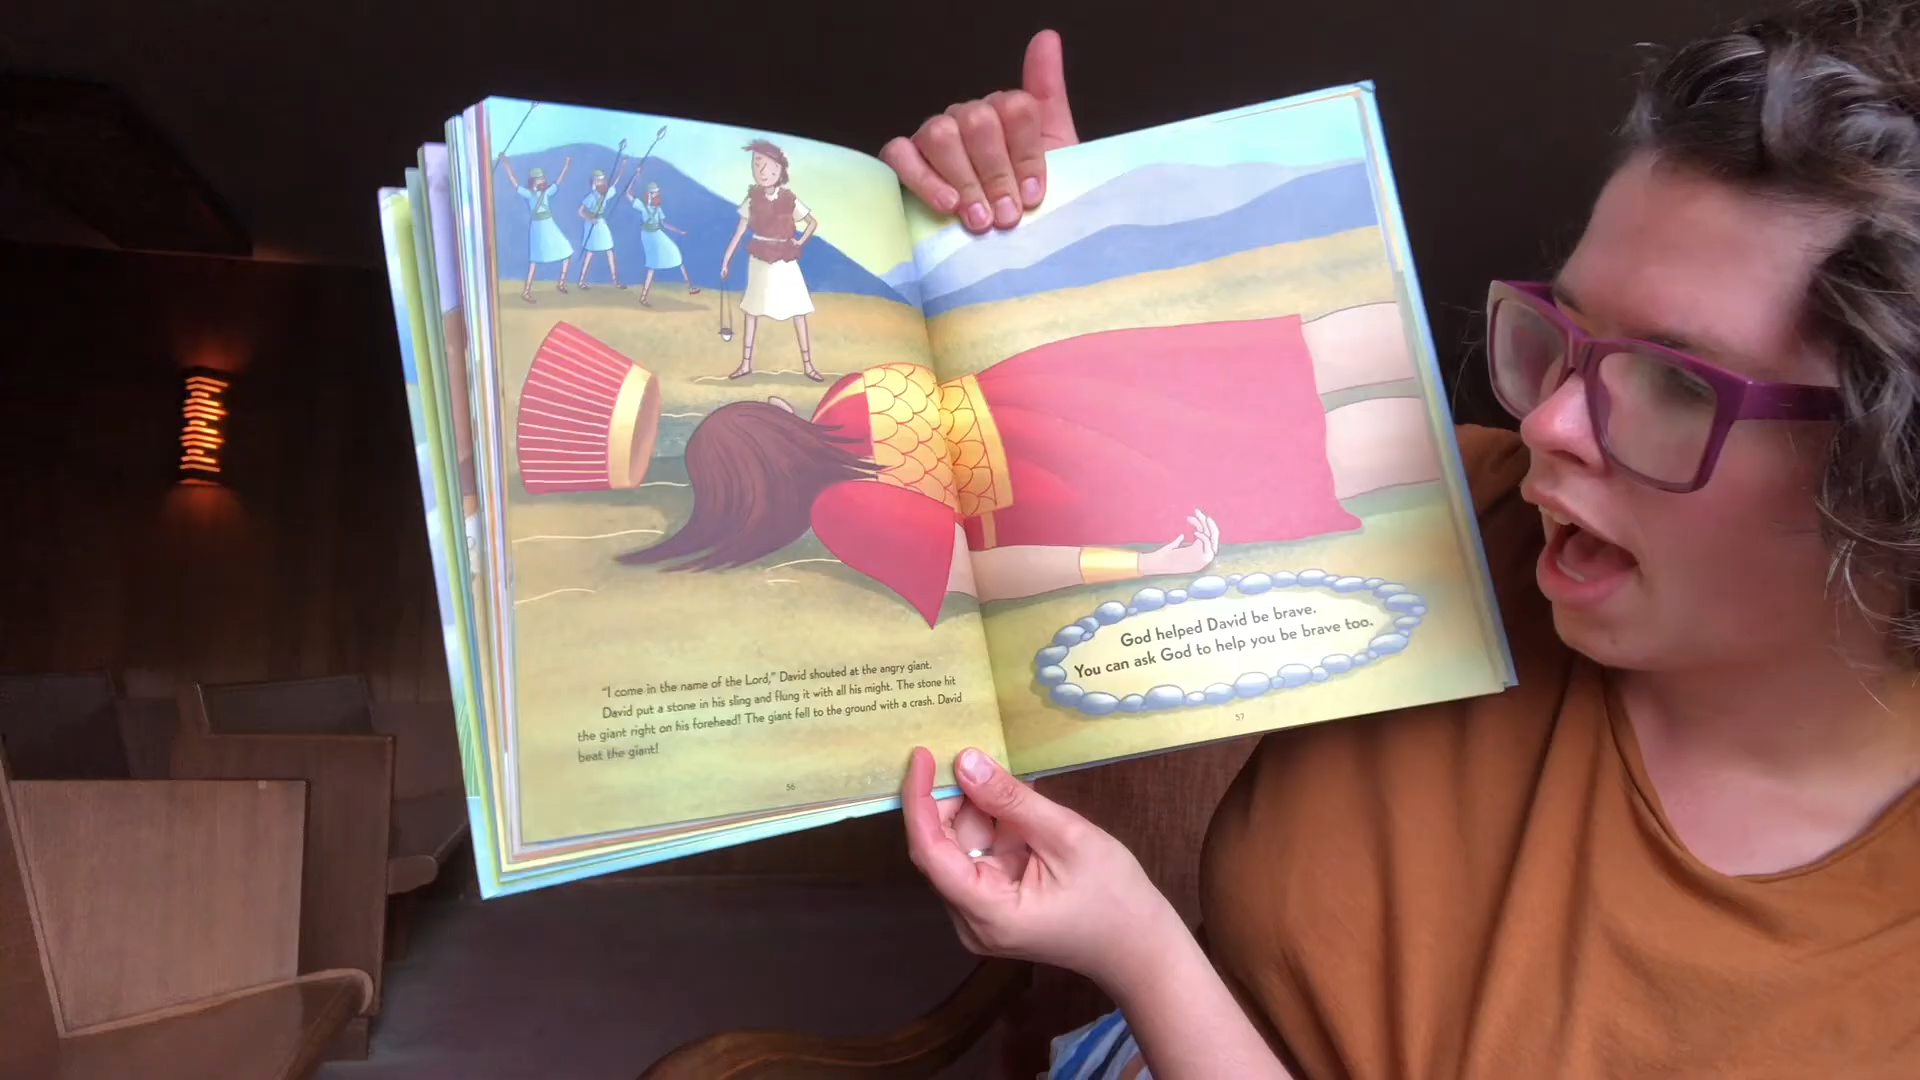 "I come in the name of the Lord," David shouted at the angry giant.
David put a stone in his sling and flung it with all his might. The stone hit
the giant right on his forehead! The giant fell to the ground with a crash. David
beat the giant!
56
God helped David be brave.
You can ask God to help you be brave too.
57